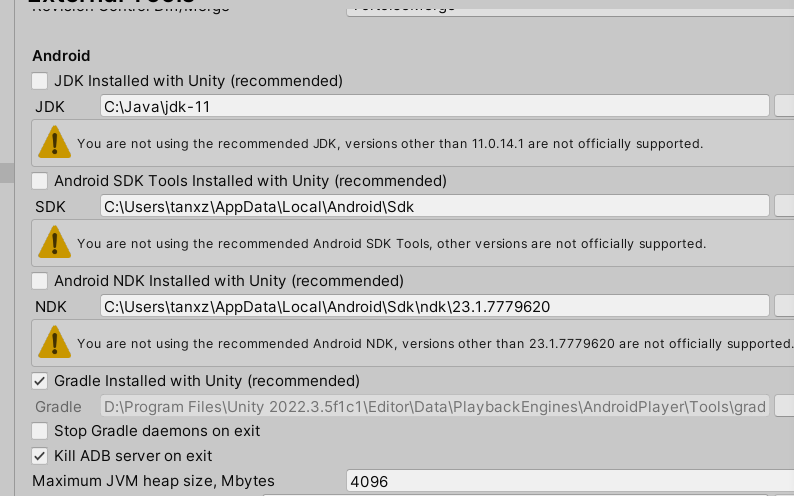 External Tools
Revision Control Diff/Merge
Android
JDK Installed with Unity (recommended)
JDK C:\Java\jdk-11
You are not using the recommended JDK, versions other than 11.0.14.1 are not officially supported.
Android SDK Tools Installed with Unity (recommended)
SDK C:\Users\tanxz\AppData\Local\Android\Sdk
You are not using the recommended Android SDK Tools, other versions are not officially supported.
Android NDK Installed with Unity (recommended)
NDK C:\Users\tanxz\AppData\Local\Android\Sdk\ndk\23.1.7779620
You are not using the recommended Android NDK, versions other than 23.1.7779620 are not officially supported.
Gradle Installed with Unity (recommended)
Gradle D:\Program Files\Unity 2022.3.5f1c1\Editor\Data\PlaybackEngines\AndroidPlayer\Tools\grad
Stop Gradle daemons on exit
Kill ADB server on exit
Maximum JVM heap size, Mbytes 4096